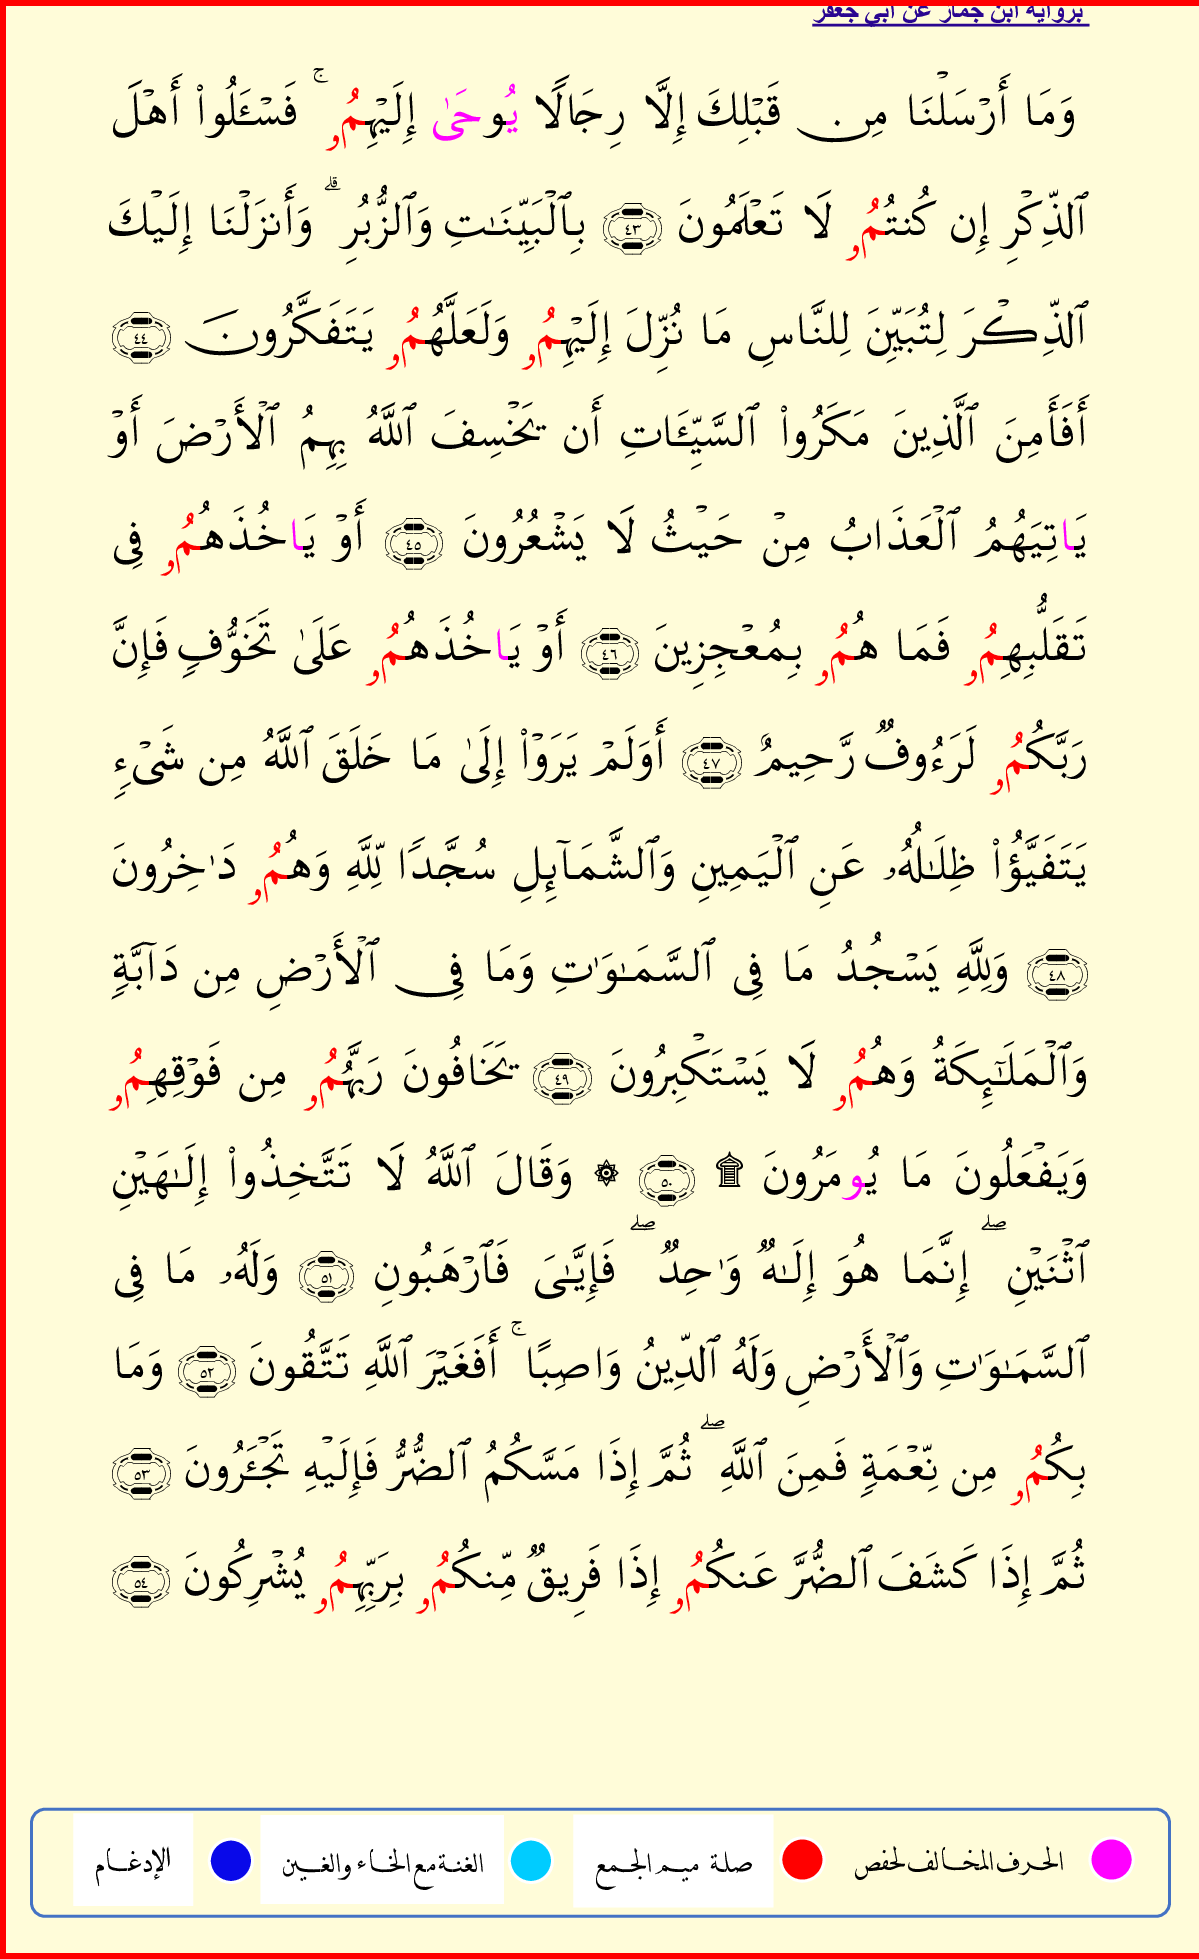 برواية ابن جماز عن أبي جعفر
وَمَا أَرْسَلْنَا مِن قَبْلِكَ إِلَّا رِجَالًا يُوحَىٰ إِلَيْهِمُۥ ۚ فَسْـَٔلُوا۟ أَهْلَ
ٱلذِّكْرِ إِن كُنتُمُۥ لَا تَعْلَمُونَ ٤٣ بِٱلْبَيِّنَـٰتِ وَٱلزُّبُرِ ۗ وَأَنزَلْنَا إِلَيْكَ
ٱلذِّكْرَ لِتُبَيِّنَ لِلنَّاسِ مَا نُزِّلَ إِلَيْهِمُۥ وَلَعَلَّهُمُۥ يَتَفَكَّرُونَ ٤٤
أَفَأَمِنَ ٱلَّذِينَ مَكَرُوا۟ ٱلسَّيِّـَٔاتِ أَن يَخْسِفَ ٱللَّهُ بِهِمُ ٱلْأَرْضَ أَوْ
يَاتِيَهُمُ ٱلْعَذَابُ مِنْ حَيْثُ لَا يَشْعُرُونَ ٤٥ أَوْ يَاخُذَهُمُۥ فِى
تَقَلُّبِهِمُۥ فَمَا هُمُۥ بِمُعْجِزِينَ ٤٦ أَوْ يَاخُذَهُمُۥ عَلَىٰ تَخَوُّفٍ فَإِنَّ
رَبَّكُمُۥ لَرَءُوفٌ رَّحِيمٌ ٤٧ أَوَلَمْ يَرَوْا۟ إِلَىٰ مَا خَلَقَ ٱللَّهُ مِن شَىْءٍ
يَتَفَيَّؤُا۟ ظِلَـٰلُهُۥ عَنِ ٱلْيَمِينِ وَٱلشَّمَآئِلِ سُجَّدًا لِّلَّهِ وَهُمُۥ دَٰخِرُونَ
٤٨ وَلِلَّهِ يَسْجُدُ مَا فِى ٱلسَّمَـٰوَٰتِ وَمَا فِى ٱلْأَرْضِ مِن دَآبَّةٍ
وَٱلْمَلَـٰٓئِكَةُ وَهُمُۥ لَا يَسْتَكْبِرُونَ ٤٩ يَخَافُونَ رَبَّهُمُۥ مِن فَوْقِهِمُۥ
وَيَفْعَلُونَ مَا يُومَرُونَ ۩ ٥٠ ۞ وَقَالَ ٱللَّهُ لَا تَتَّخِذُوا۟ إِلَـٰهَيْنِ
ٱثْنَيْنِ ۖ إِنَّمَا هُوَ إِلَـٰهٌ وَٰحِدٌ ۖ فَإِيَّـٰىَ فَٱرْهَبُونِ ٥١ وَلَهُۥ مَا فِى
ٱلسَّمَـٰوَٰتِ وَٱلْأَرْضِ وَلَهُ ٱلدِّينُ وَاصِبًا ۚ أَفَغَيْرَ ٱللَّهِ تَتَّقُونَ ٥٢ وَمَا
بِكُمُۥ مِن نِّعْمَةٍ فَمِنَ ٱللَّهِ ۖ ثُمَّ إِذَا مَسَّكُمُ ٱلضُّرُّ فَإِلَيْهِ تَجْـَٔرُونَ ٥٣
ثُمَّ إِذَا كَشَفَ ٱلضُّرَّ عَنكُمُۥ إِذَا فَرِيقٌ مِّنكُمُۥ بِرَبِّهِمُۥ يُشْرِكُونَ ٥٤
الحرف المخالف لحفص صلة ميم الجمع الغنة مع الخاء والغين الإدغام